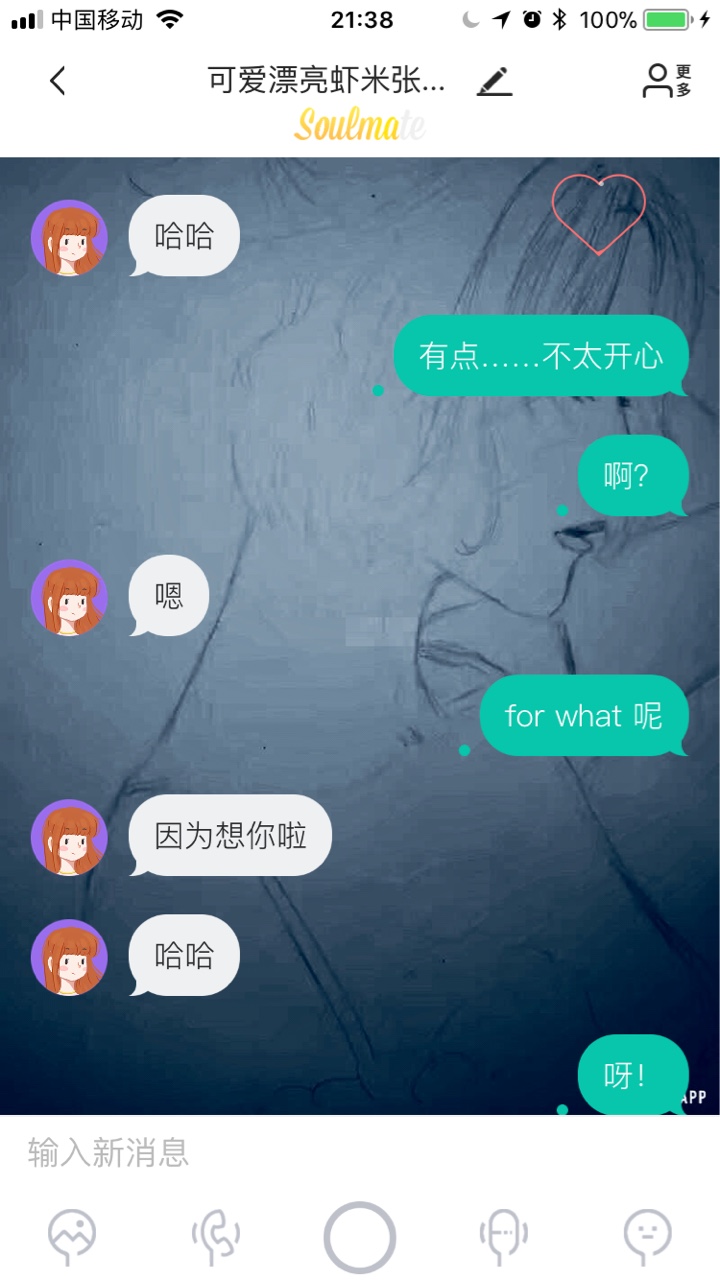 中国移动
21:38
100%
可爱漂亮虾米张...
更多
Soulmate
哈哈
有点……不太开心
啊?
嗯
for what 呢
因为想你啦
哈哈
呀!
APP
输入新消息